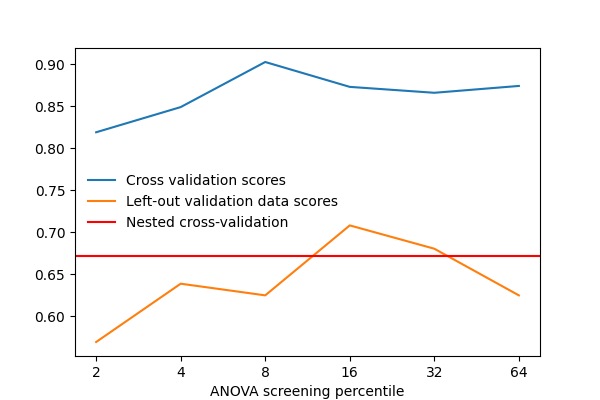 0.90
0.85
0.80
0.75
0.70
0.65
0.60
Cross validation scores
Left-out validation data scores
Nested cross-validation
2 4 8 16 32 64
ANOVA screening percentile